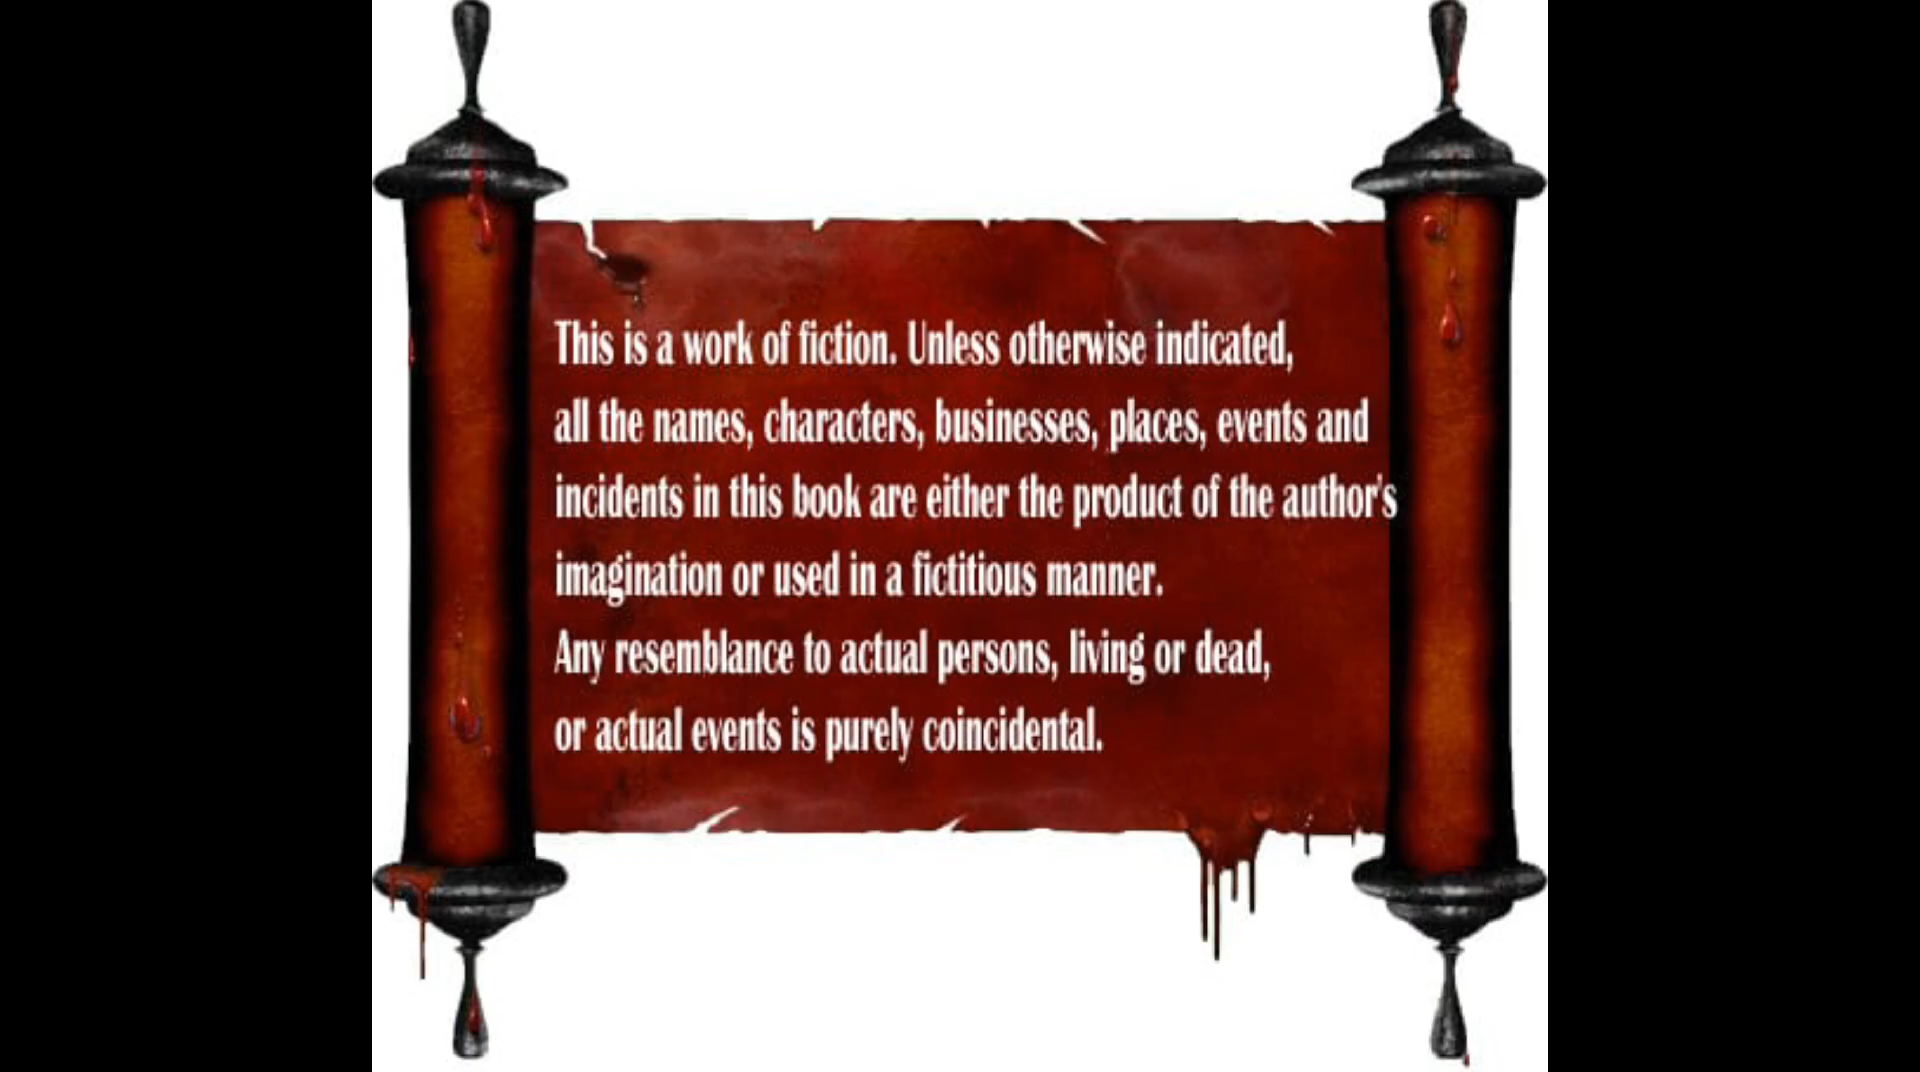 This is a work of fiction. Unless otherwise indicated,
all the names, characters, businesses, places, events and
incidents in this book are either the product of the author's
imagination or used in a fictitious manner.
Any resemblance to actual persons, living or dead,
or actual events is purely coincidental.